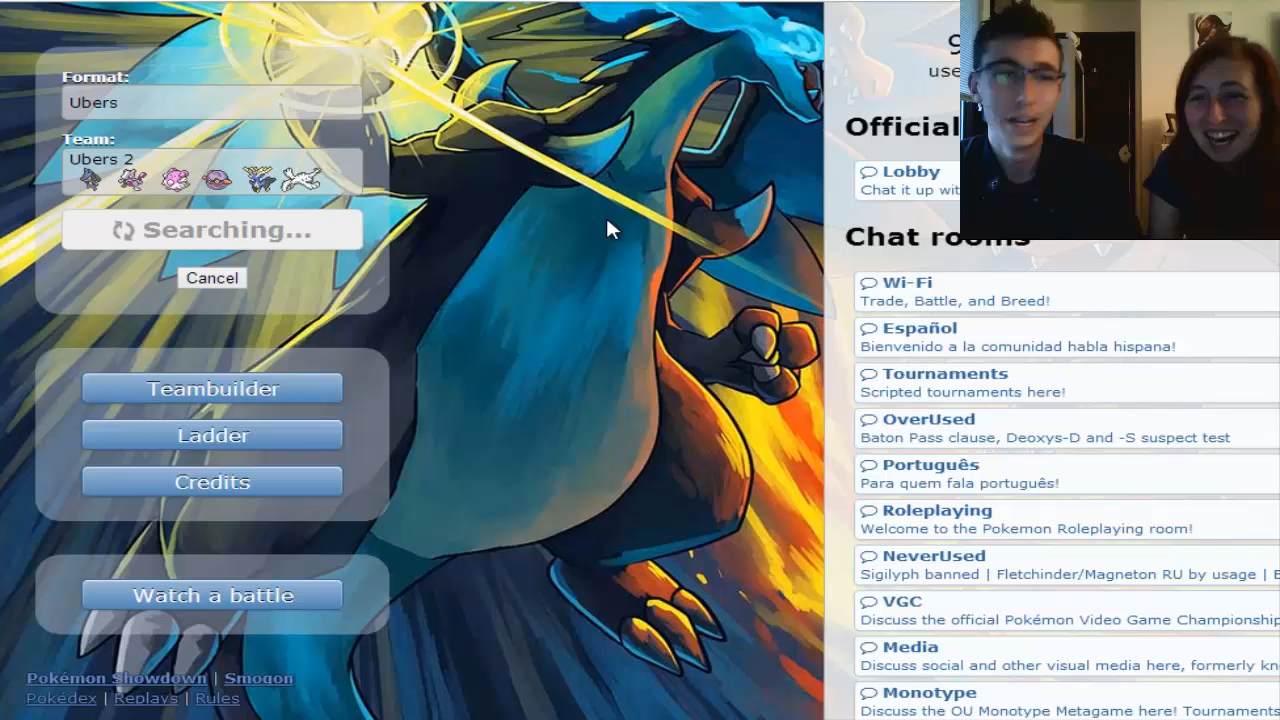 Format:
Ubers
Team:
Ubers 2
Searching...
Cancel
Teambuilder
Ladder
Credits
Watch a battle
Pokémon Showdown | Smogon
Pokédex | Replays | Rules
Official
Lobby
Chat it up wit
Chat rooms
Wi-Fi
Trade, Battle, and Breed!
Español
Bienvenido a la comunidad habla hispana!
Tournaments
Scripted tournaments here!
OverUsed
Baton Pass clause, Deoxys-D and -S suspect test
Português
Para quem fala português!
Roleplaying
Welcome to the Pokemon Roleplaying room!
NeverUsed
Sigilyph banned | Fletchinder/Magneton RU by usage | E
VGC
Discuss the official Pokémon Video Game Championship
Media
Discuss social and other visual media here, formerly kn
Monotype
Discuss the OU Monotype Metagame here! Tournaments